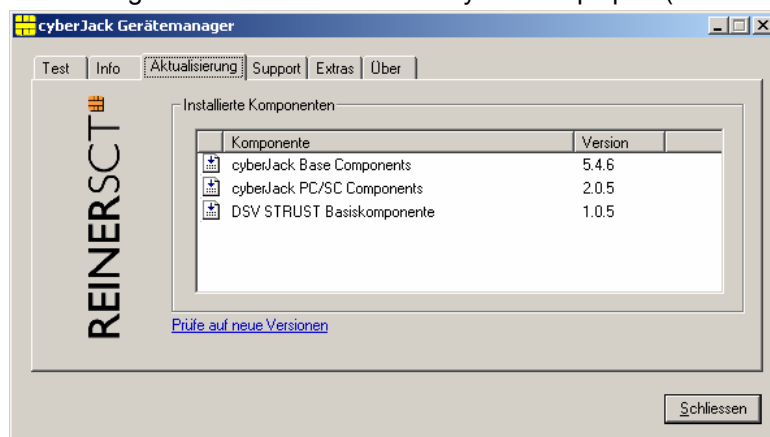 cyberJack Gerätemanager
Test Info Aktualisierung Support Extras Über
REINERSCT
Installierte Komponenten
Komponente Version
cyberJack Base Components 5.4.6
cyberJack PC/SC Components 2.0.5
DSV STRUST Basiskomponente 1.0.5
Prüfe auf neue Versionen
Schliessen